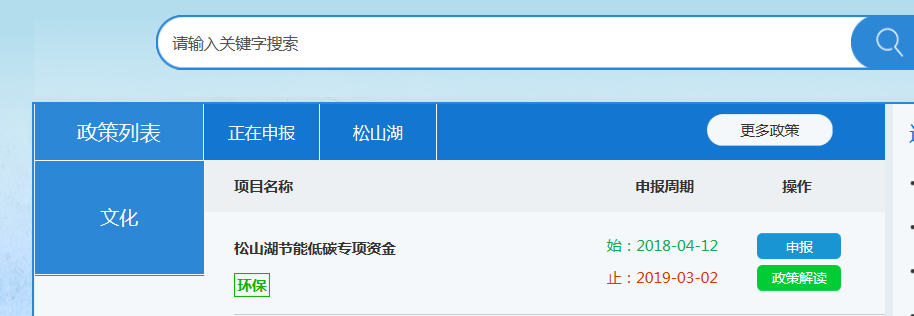 请输入关键字搜索
政策列表 正在申报 松山湖 更多政策
文化
项目名称 申报周期 操作
松山湖节能低碳专项资金 始：2018-04-12 申报
环保 止：2019-03-02 政策解读